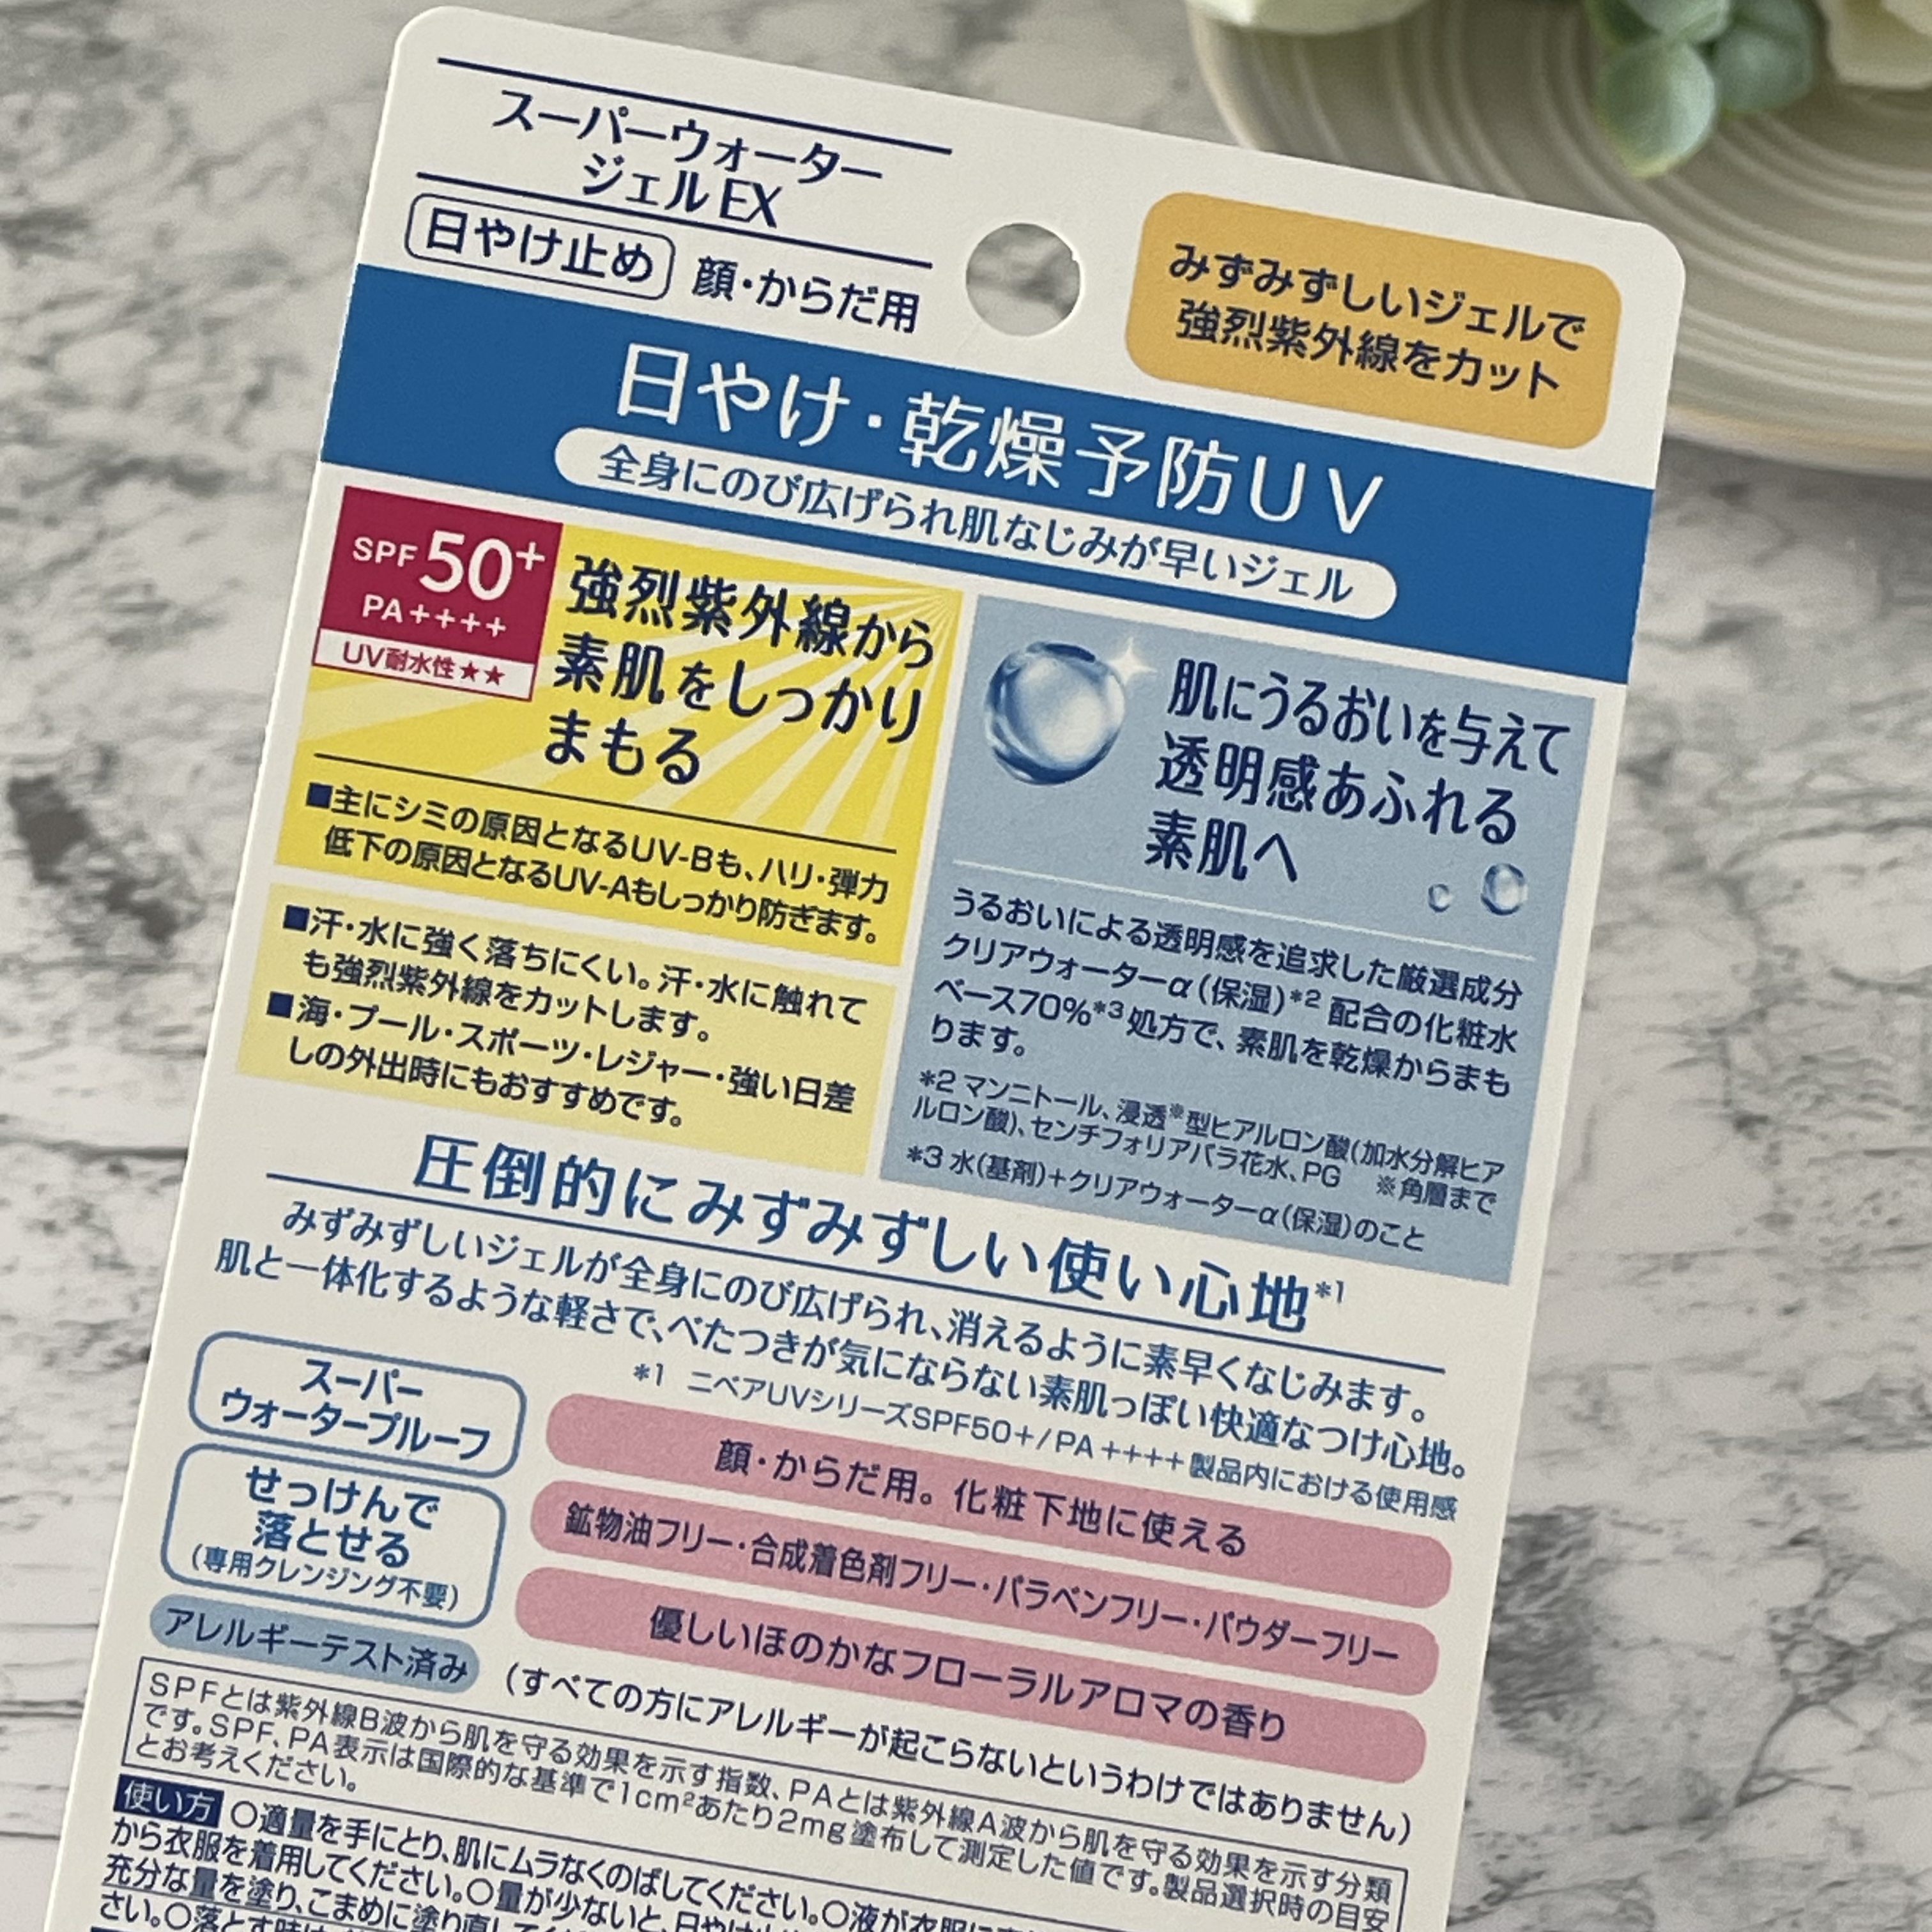 スーパーウォーター
ジェルEX
日やけ止め 顔・からだ用
みずみずしいジェルで
強烈紫外線をカット
日やけ・乾燥予防UV
全身にのび広げられ肌なじみが早いジェル
SPF50+
PA++++
UV耐水性★★
強烈紫外線から
素肌をしっかり
まもる
■主にシミの原因となるUV-Bも、ハリ・弾力
低下の原因となるUV-Aもしっかり防ぎます。
■汗・水に強く落ちにくい。汗・水に触れて
も強烈紫外線をカットします。
■海・プール・スポーツ・レジャー・強い日差
しの外出時にもおすすめです。
肌にうるおいを与えて
透明感あふれる
素肌へ
うるおいによる透明感を追求した厳選成分
クリアウォーターα(保湿)*2 配合の化粧水
ベース70%*3 処方で、素肌を乾燥からまも
ります。
*2 マンニトール、浸透※型ヒアルロン酸(加水分解ヒア
ルロン酸)、センチフォリアバラ花水、PG ※角層まで
*3 水(基剤)+クリアウォーターα(保湿)のこと
圧倒的にみずみずしい使い心地*1
みずみずしいジェルが全身にのび広げられ、消えるように素早くなじみます。
肌と一体化するような軽さで、べたつきが気にならない素肌っぽい快適なつけ心地。
*1 ニベアUVシリーズSPF50+/PA++++製品内における使用感
スーパー
ウォータープルーフ
せっけんで
落とせる
(専用クレンジング不要)
顔・からだ用。化粧下地に使える
鉱物油フリー・合成着色剤フリー・パラベンフリー・パウダーフリー
優しいほのかなフローラルアロマの香り
アレルギーテスト済み (すべての方にアレルギーが起こらないというわけではありません)
SPFとは紫外線B波から肌を守る効果を示す指数、PAとは紫外線A波から肌を守る効果を示す分類
です。SPF、PA表示は国際的な基準で1cm²あたり2mg塗布して測定した値です。製品選択時の目安
とお考えください。
使い方 ○適量を手にとり、肌にムラなくのばしてください。○液が衣服に
から衣服を着用してください。○量が少ないと、日やけ止め
充分な量を塗り、こまめに塗り直して
さい。○落とす時は